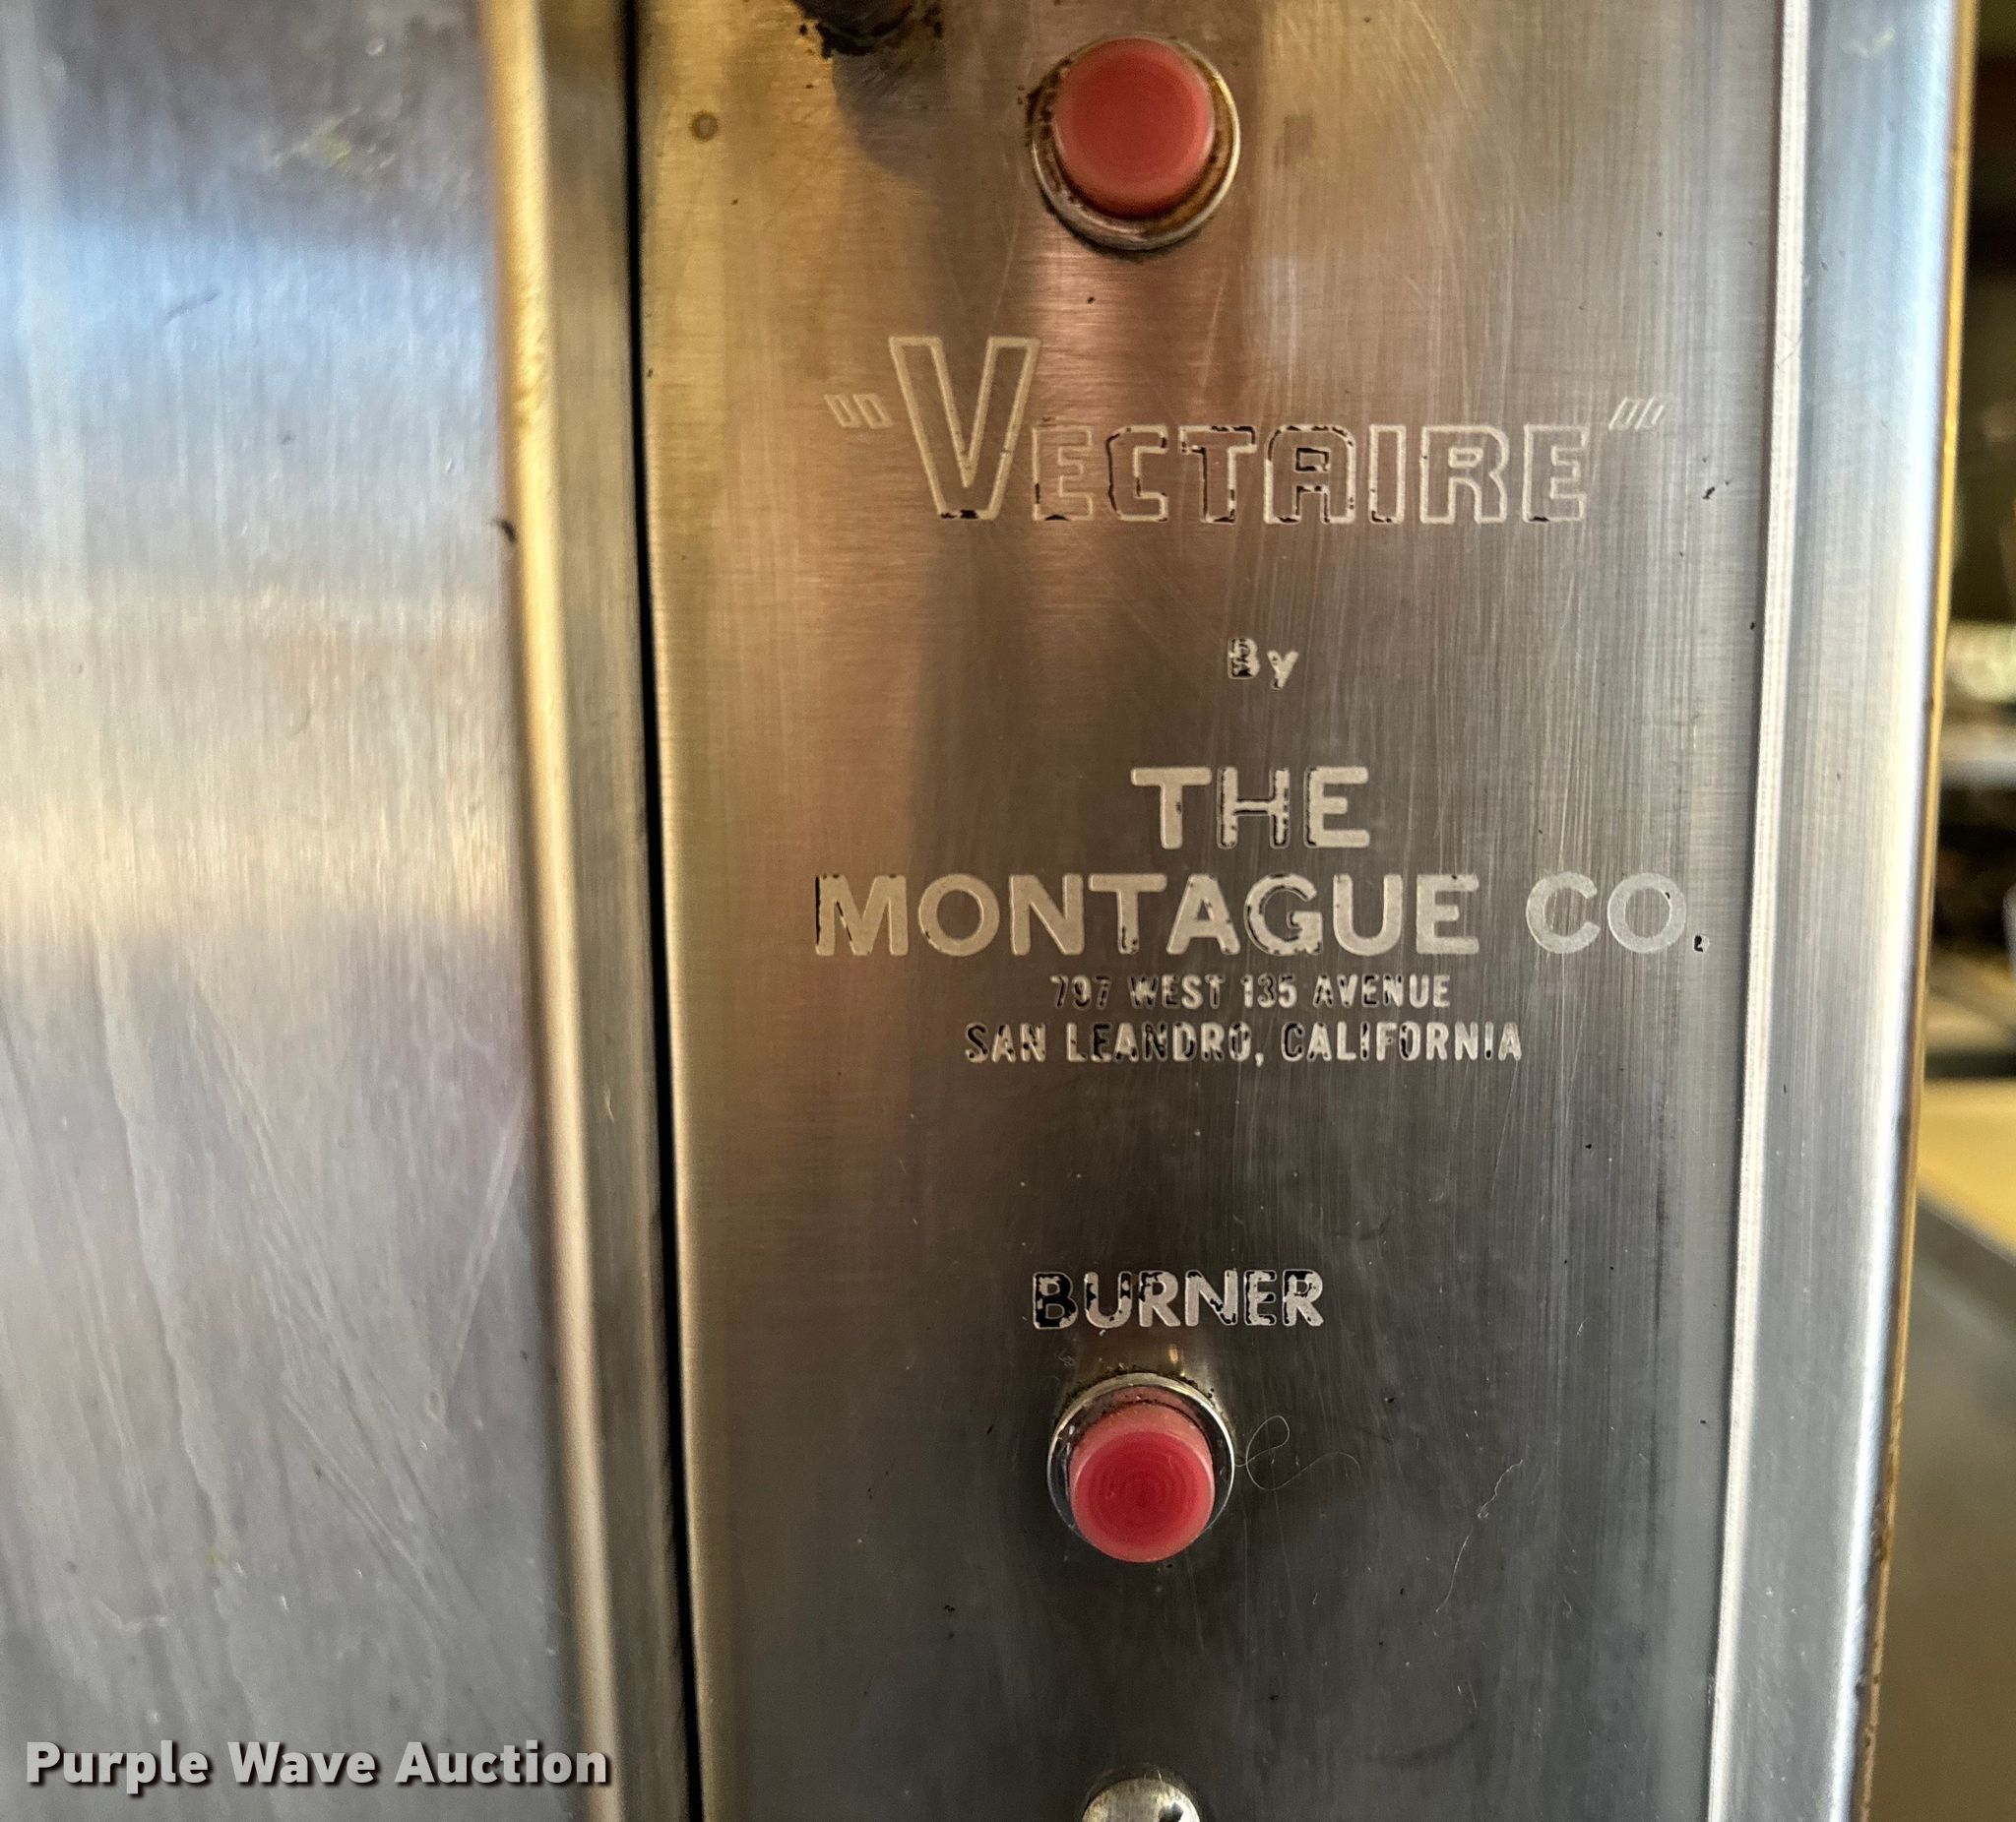 "VECTAIRE"
By
THE
MONTAGUE CO.
797 WEST 135 AVENUE
SAN LEANDRO, CALIFORNIA
BURNER
Purple Wave Auction